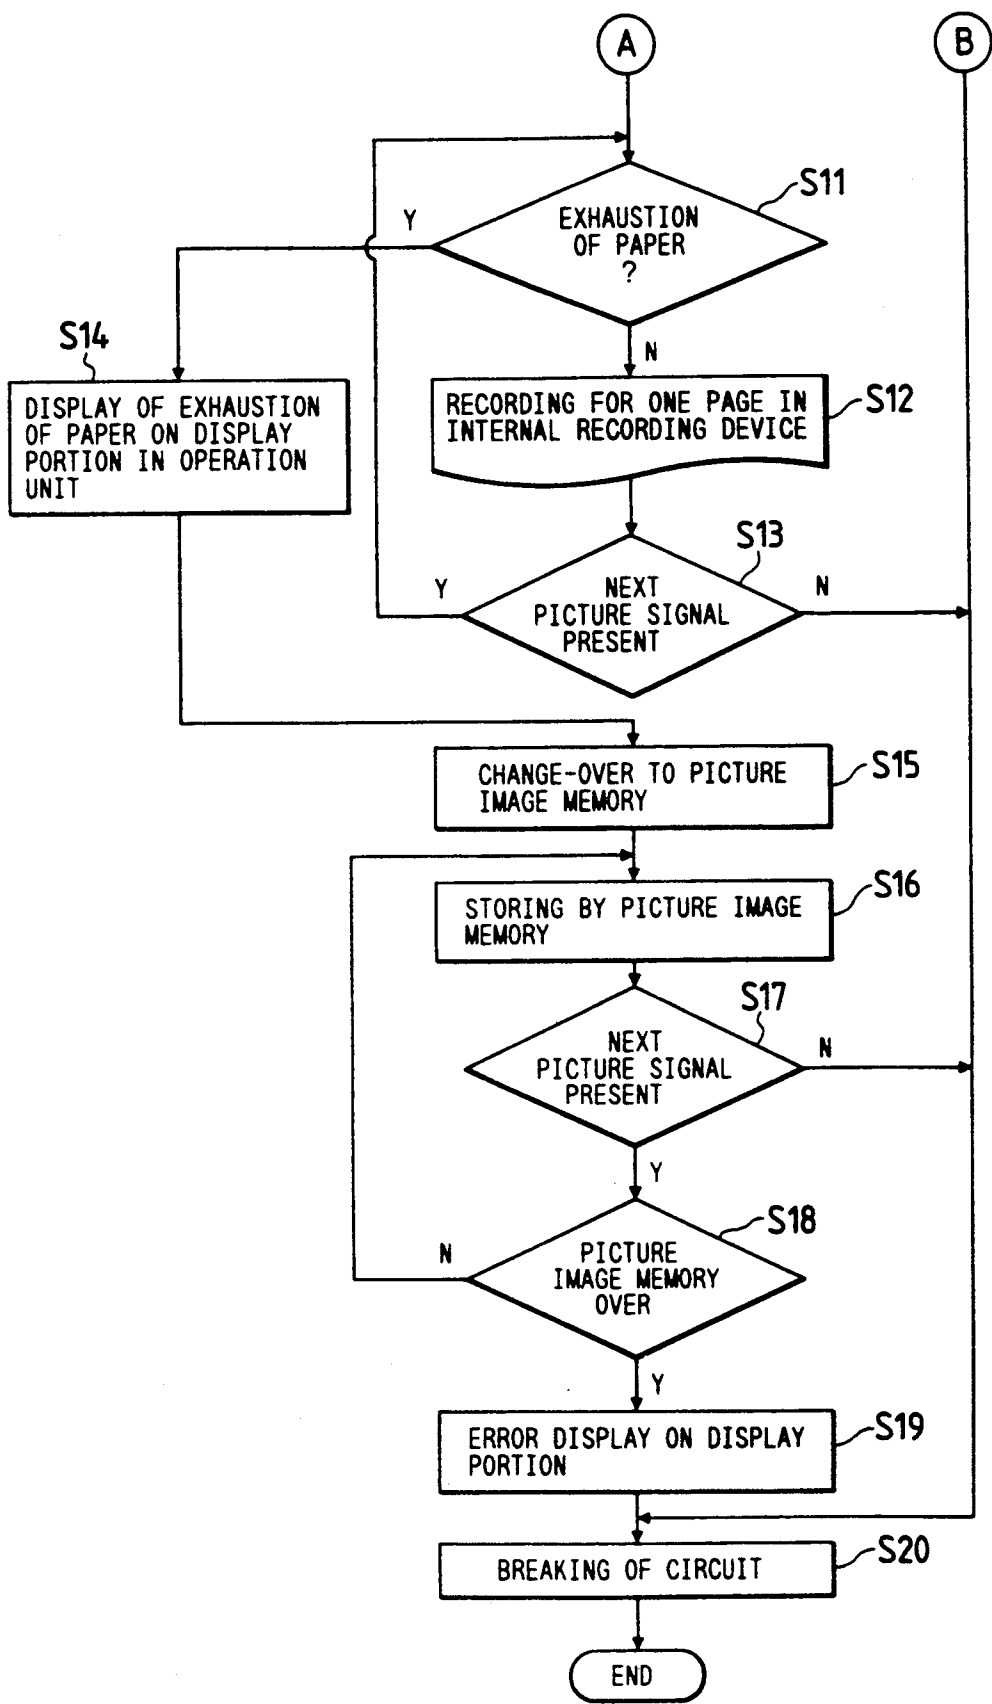 A
B
S11
EXHAUSTION
OF PAPER
?
Y
N
S14
DISPLAY OF EXHAUSTION
OF PAPER ON DISPLAY
PORTION IN OPERATION
UNIT
S12
RECORDING FOR ONE PAGE IN
INTERNAL RECORDING DEVICE
S13
NEXT
PICTURE SIGNAL
PRESENT
Y
N
S15
CHANGE-OVER TO PICTURE
IMAGE MEMORY
S16
STORING BY PICTURE IMAGE
MEMORY
S17
NEXT
PICTURE SIGNAL
PRESENT
N
Y
S18
PICTURE
IMAGE MEMORY
OVER
N
Y
S19
ERROR DISPLAY ON DISPLAY
PORTION
S20
BREAKING OF CIRCUIT
END